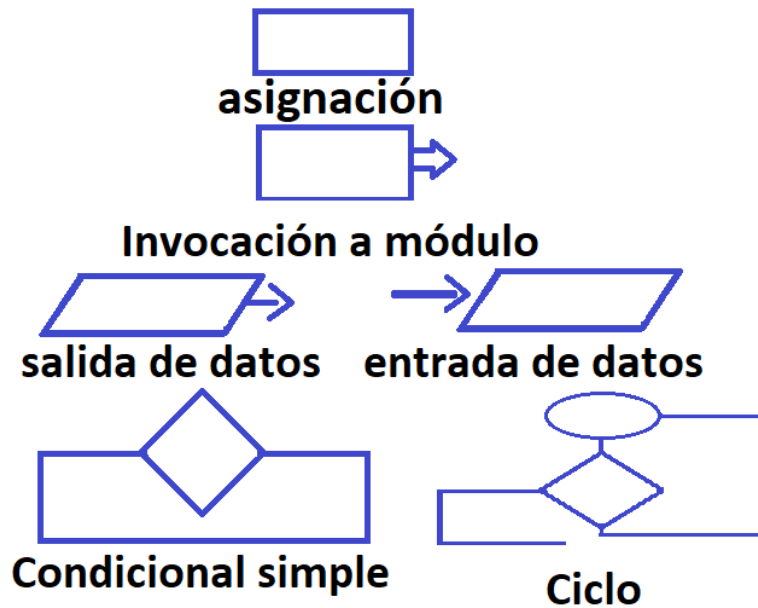 asignación
Invocación a módulo
salida de datos
entrada de datos
Condicional simple
Ciclo